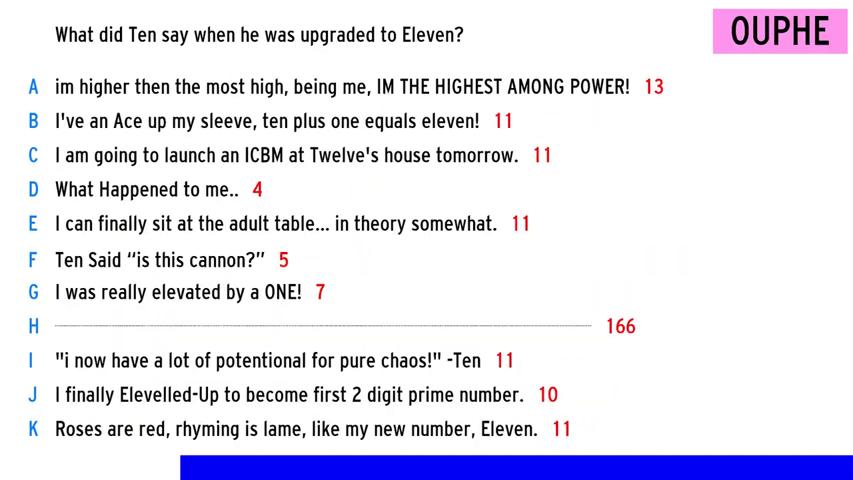 OUPHE
What did Ten say when he was upgraded to Eleven?
A im higher then the most high, being me, IM THE HIGHEST AMONG POWER! 13
B I've an Ace up my sleeve, ten plus one equals eleven! 11
C I am going to launch an ICBM at Twelve's house tomorrow. 11
D What Happened to me.. 4
E I can finally sit at the adult table... in theory somewhat. 11
F Ten Said “is this cannon?” 5
G I was really elevated by a ONE! 7
H 166
I "i now have a lot of potentional for pure chaos!" -Ten 11
J I finally Elevelled-Up to become first 2 digit prime number. 10
K Roses are red, rhyming is lame, like my new number, Eleven. 11